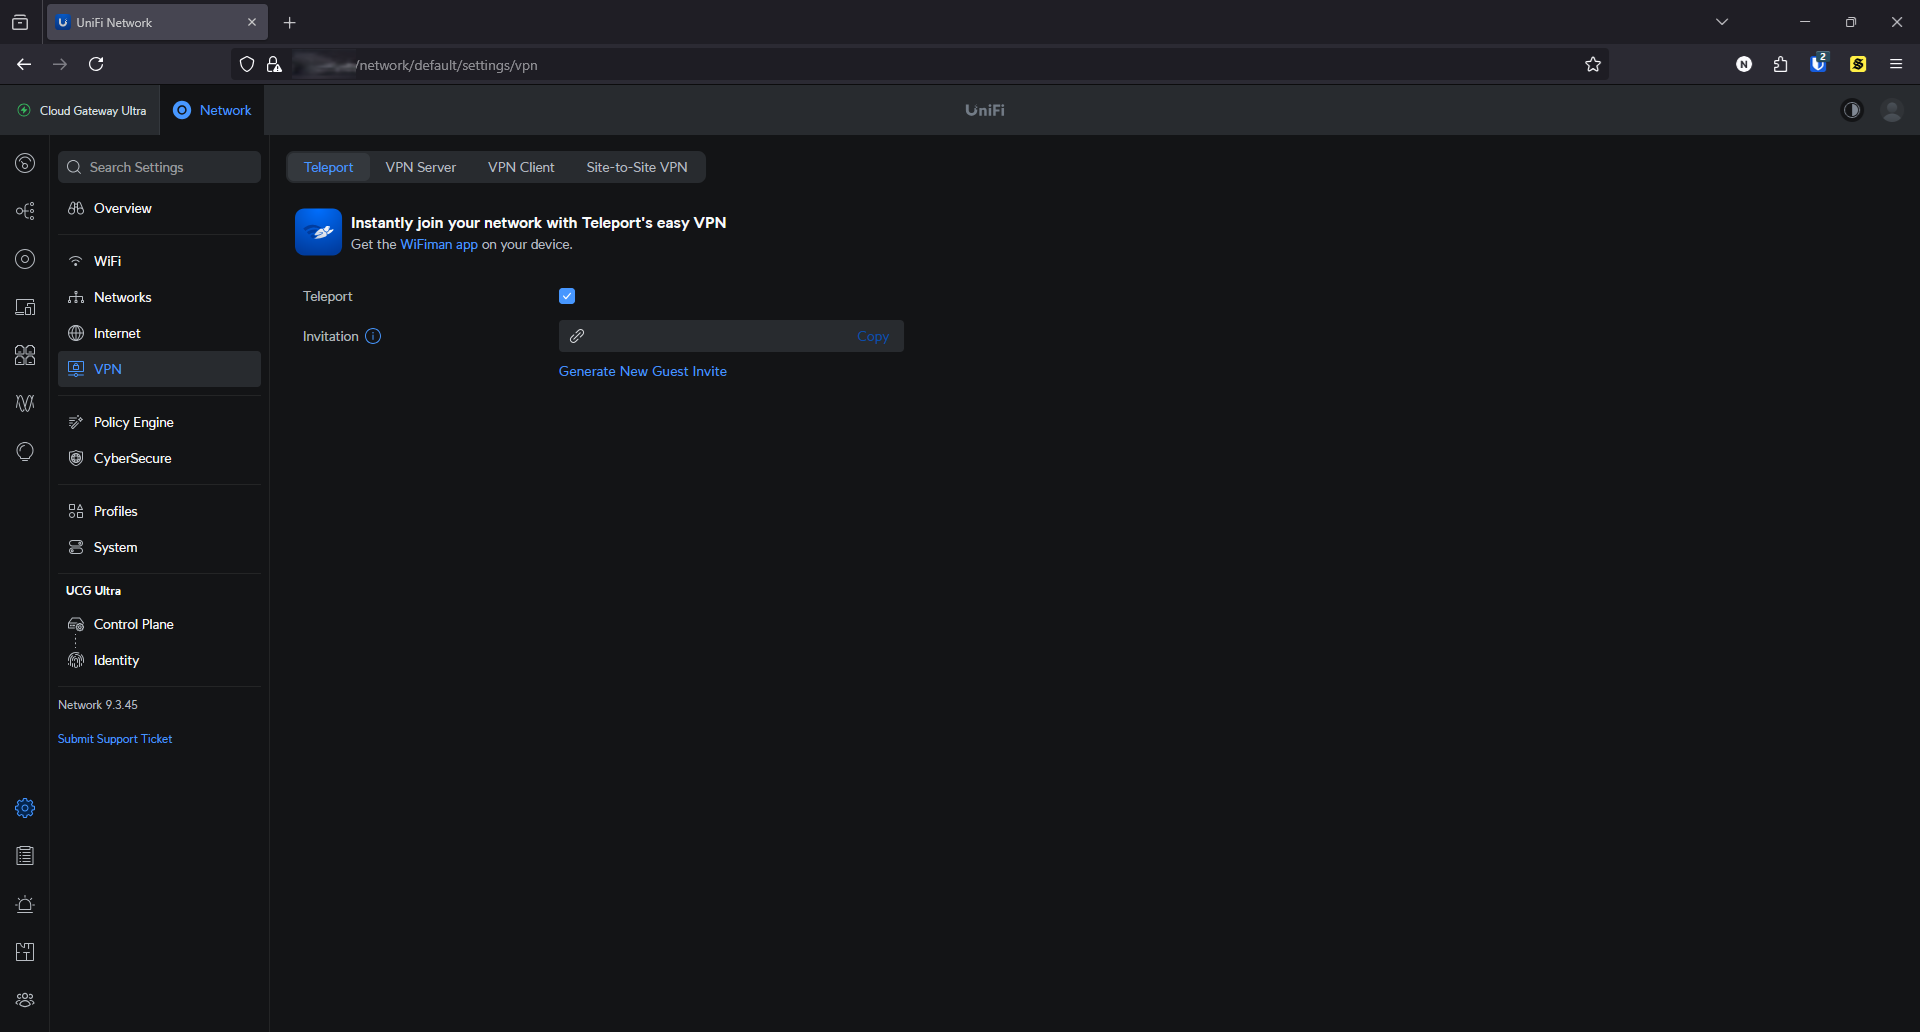 UniFi Network
/network/default/settings/vpn
N
2
S
Cloud Gateway Ultra
Network
UniFi
Search Settings
Overview
WiFi
Networks
Internet
VPN
Policy Engine
CyberSecure
Profiles
System
UCG Ultra
Control Plane
Identity
Network 9.3.45
Submit Support Ticket
Teleport VPN Server VPN Client Site-to-Site VPN
Instantly join your network with Teleport's easy VPN
Get the WiFiman app on your device.
Teleport
Invitation Copy
Generate New Guest Invite